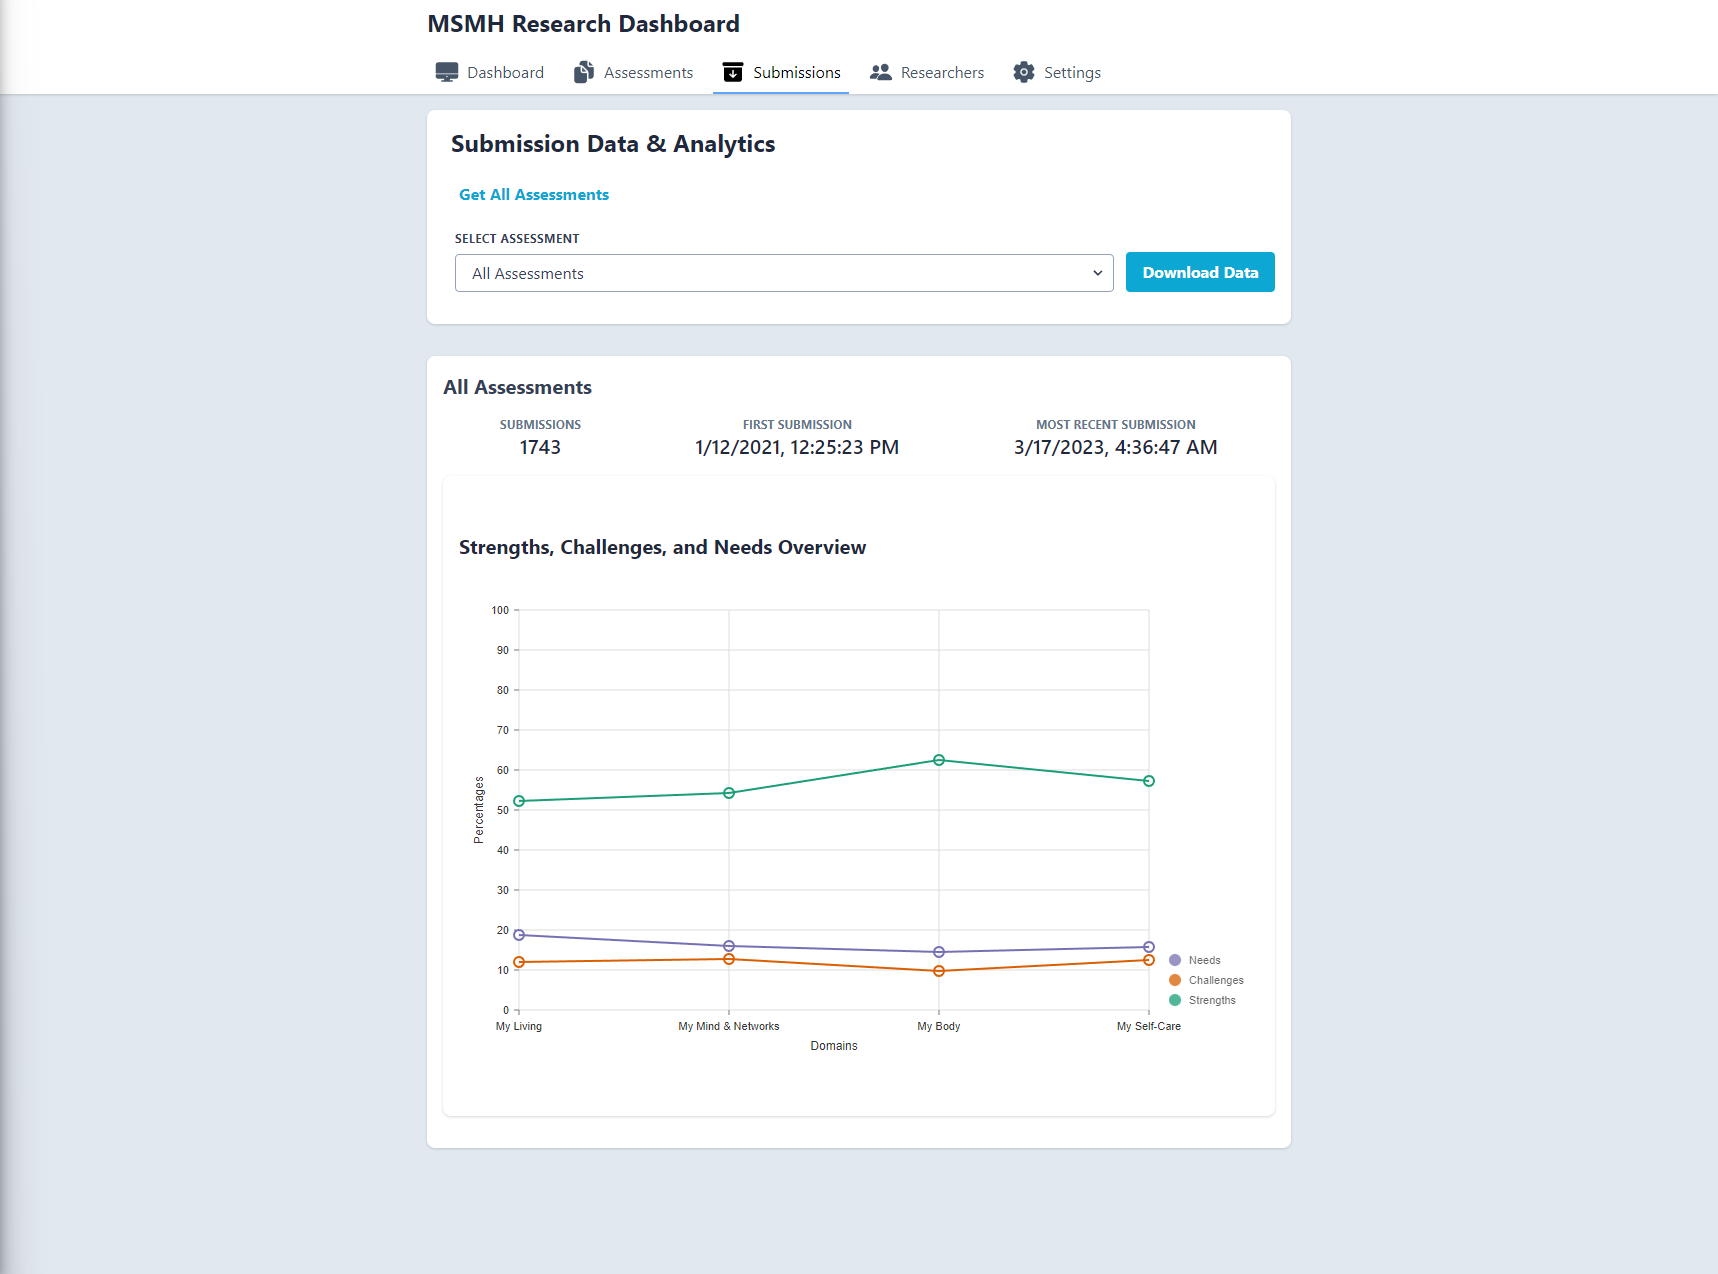 MSMH Research Dashboard
Dashboard
Assessments
Submissions
Researchers
Settings
Submission Data & Analytics
Get All Assessments
SELECT ASSESSMENT
All Assessments
Download Data
All Assessments
SUBMISSIONS
1743
FIRST SUBMISSION
1/12/2021, 12:25:23 PM
MOST RECENT SUBMISSION
3/17/2023, 4:36:47 AM
Strengths, Challenges, and Needs Overview
100
90
80
70
60
50
40
30
20
10
0
Percentages
My Living
My Mind & Networks
My Body
My Self-Care
Domains
Needs
Challenges
Strengths